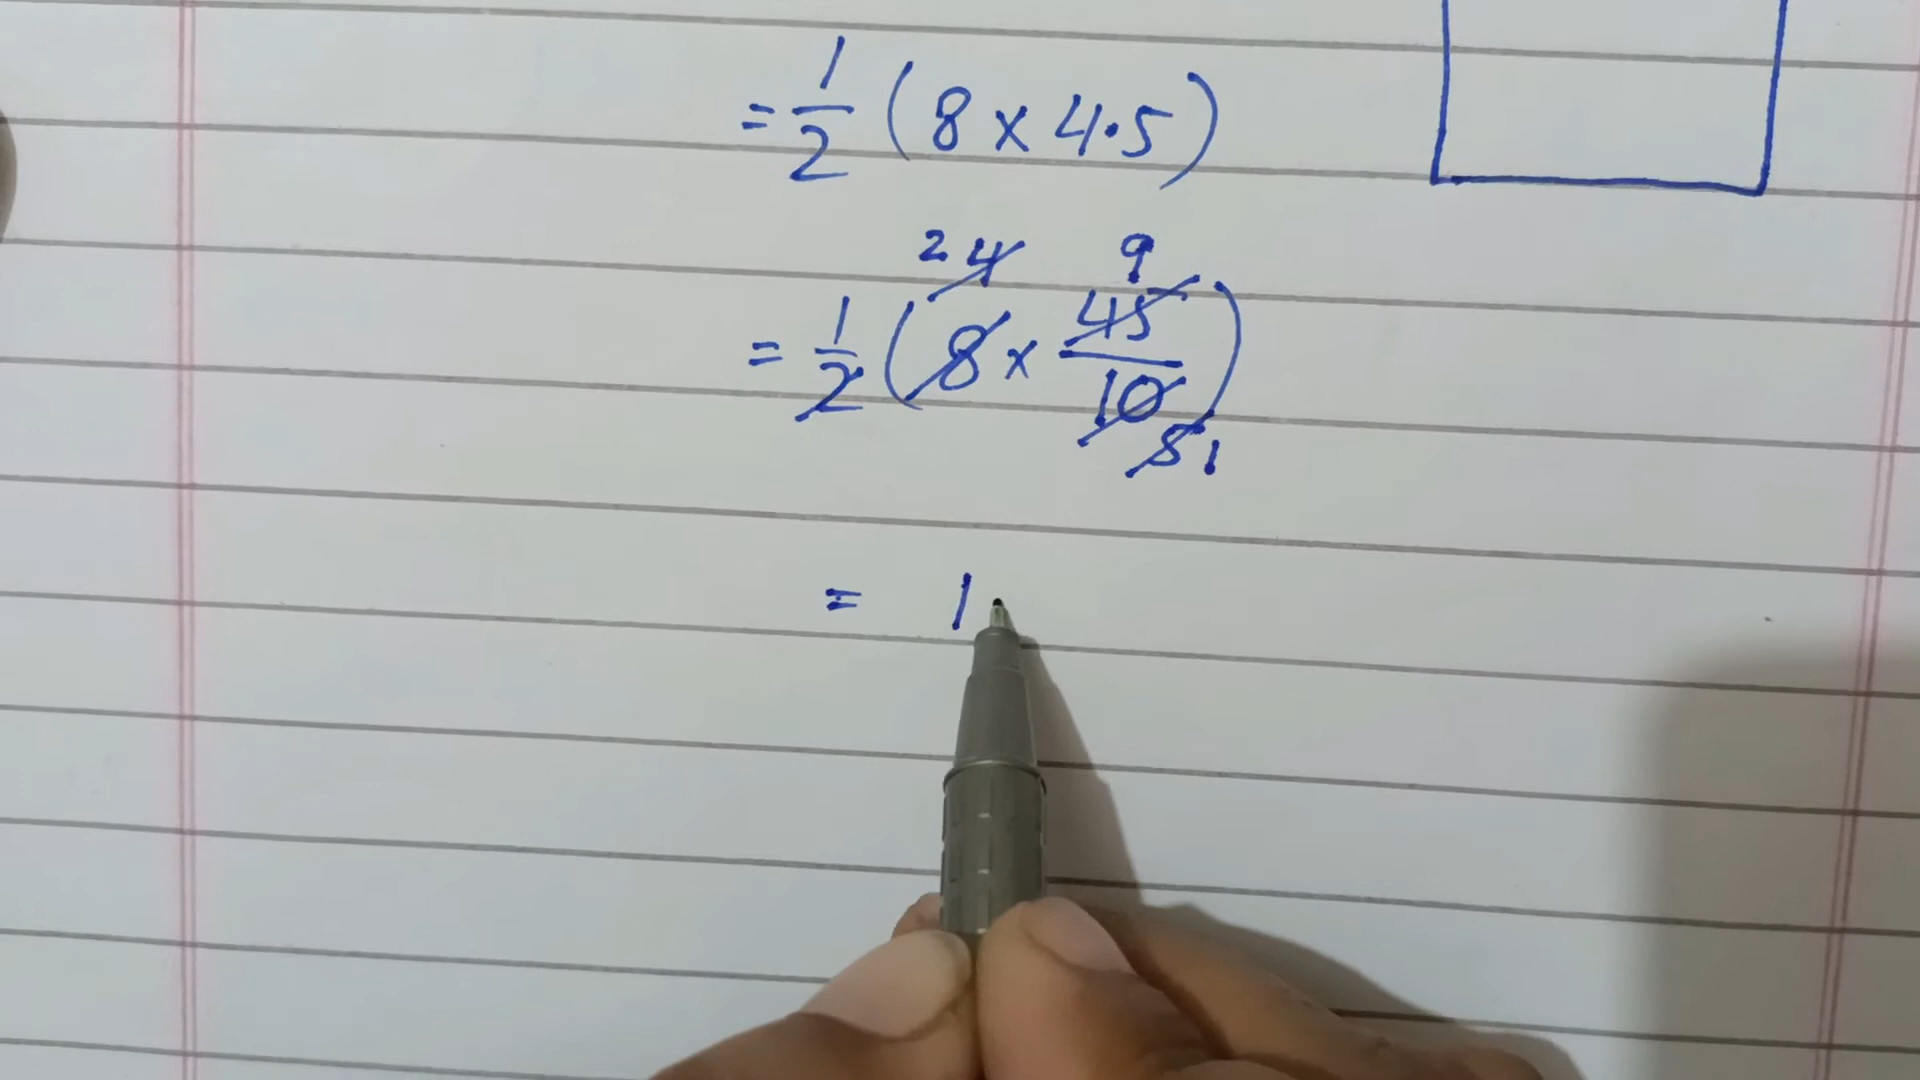 = 1/2 ( 8 x 4.5 )
2 4 9
= 1/2 ( 8 x 45/10 )
5 1
= 1